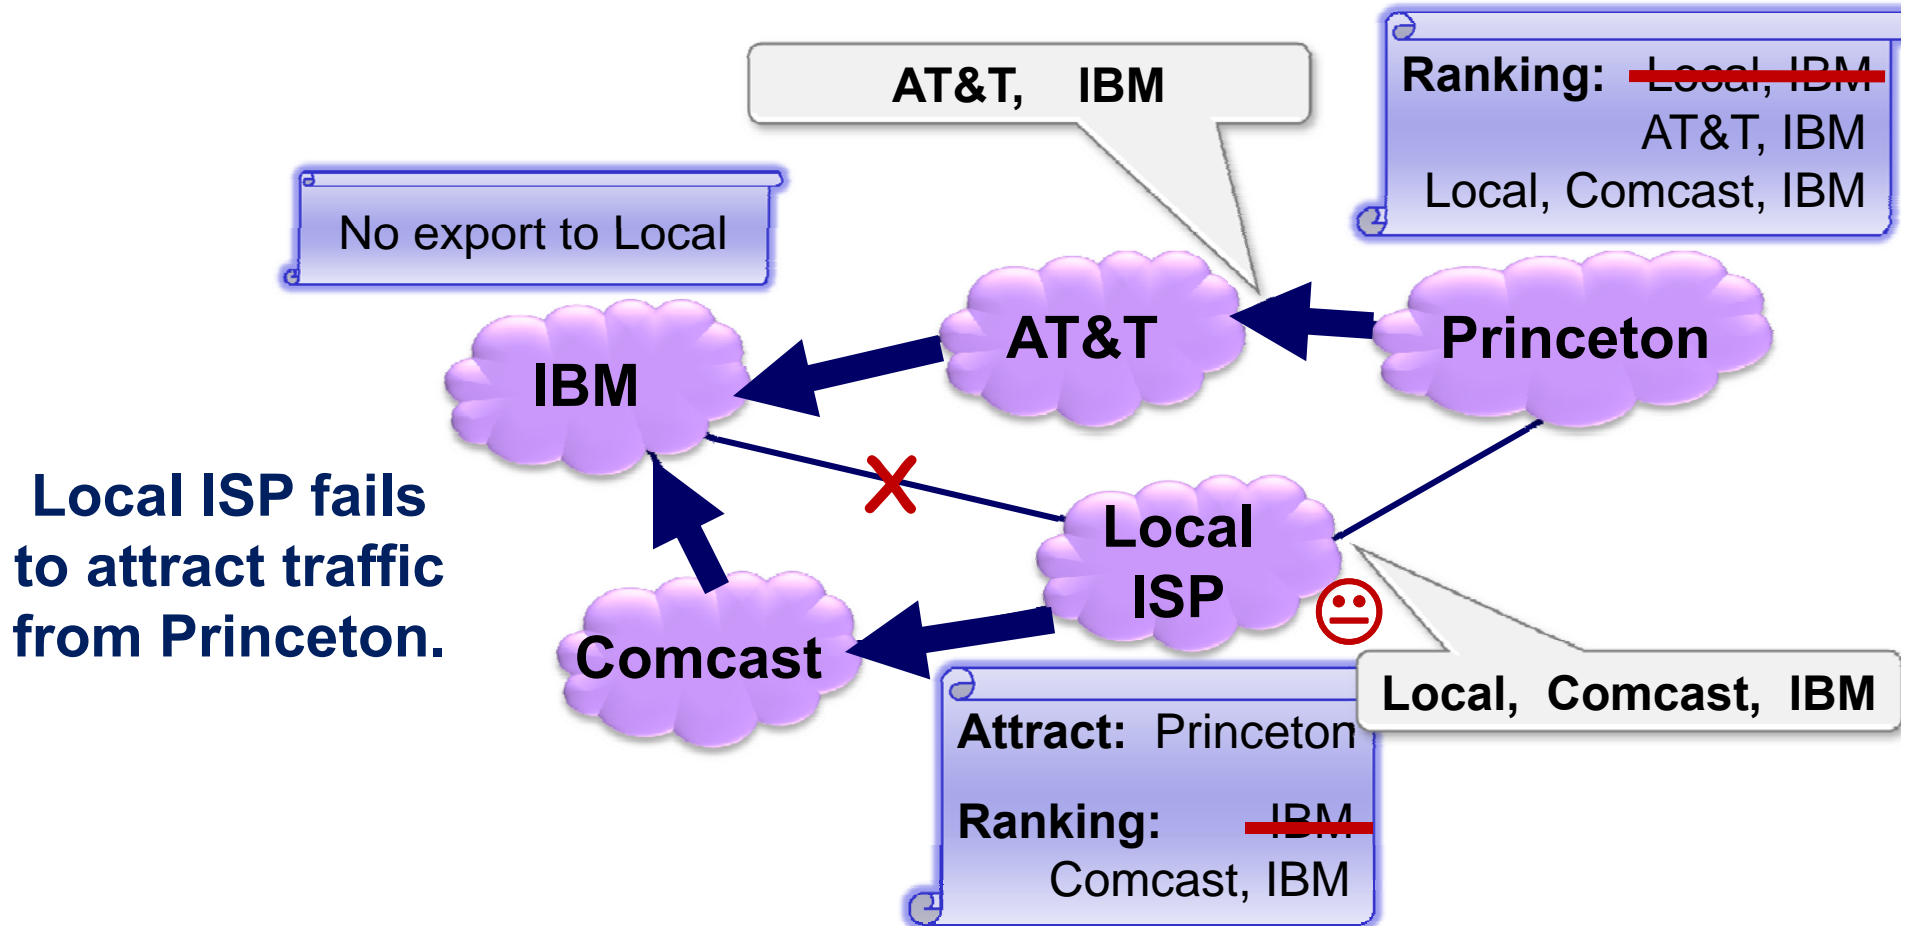 AT&T, IBM
Ranking: Local, IBM
AT&T, IBM
Local, Comcast, IBM
No export to Local
AT&T
Princeton
IBM
Local ISP fails
to attract traffic
from Princeton.
Local
ISP
Comcast
Local, Comcast, IBM
Attract: Princeton
Ranking: IBM
Comcast, IBM